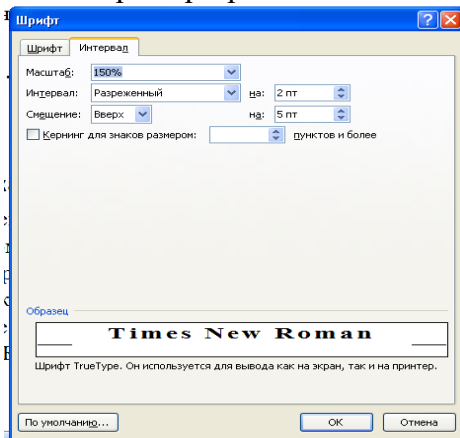 Шрифт
Шрифт Интервал
Масштаб: 150%
Интервал: Разреженный на: 2 пт
Смещение: Вверх на: 5 пт
Кернинг для знаков размером: пунктов и более
Образец
Times New Roman
Шрифт TrueType. Он используется для вывода как на экран, так и на принтер.
По умолчанию... ОК Отмена